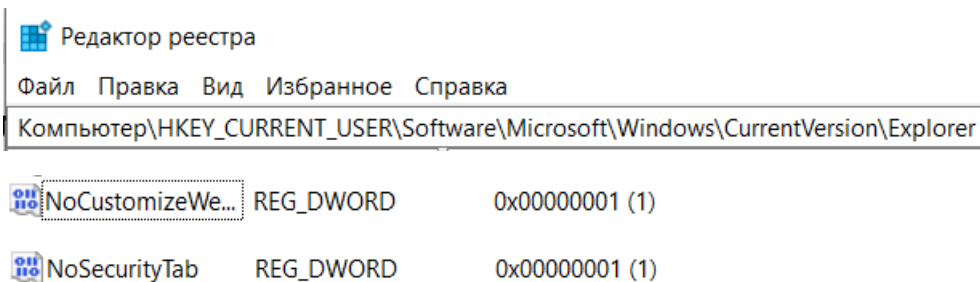 Редактор реестра
Файл Правка Вид Избранное Справка
Компьютер\HKEY_CURRENT_USER\Software\Microsoft\Windows\CurrentVersion\Explorer
NoCustomizeWe... REG_DWORD 0x00000001 (1)
NoSecurityTab REG_DWORD 0x00000001 (1)